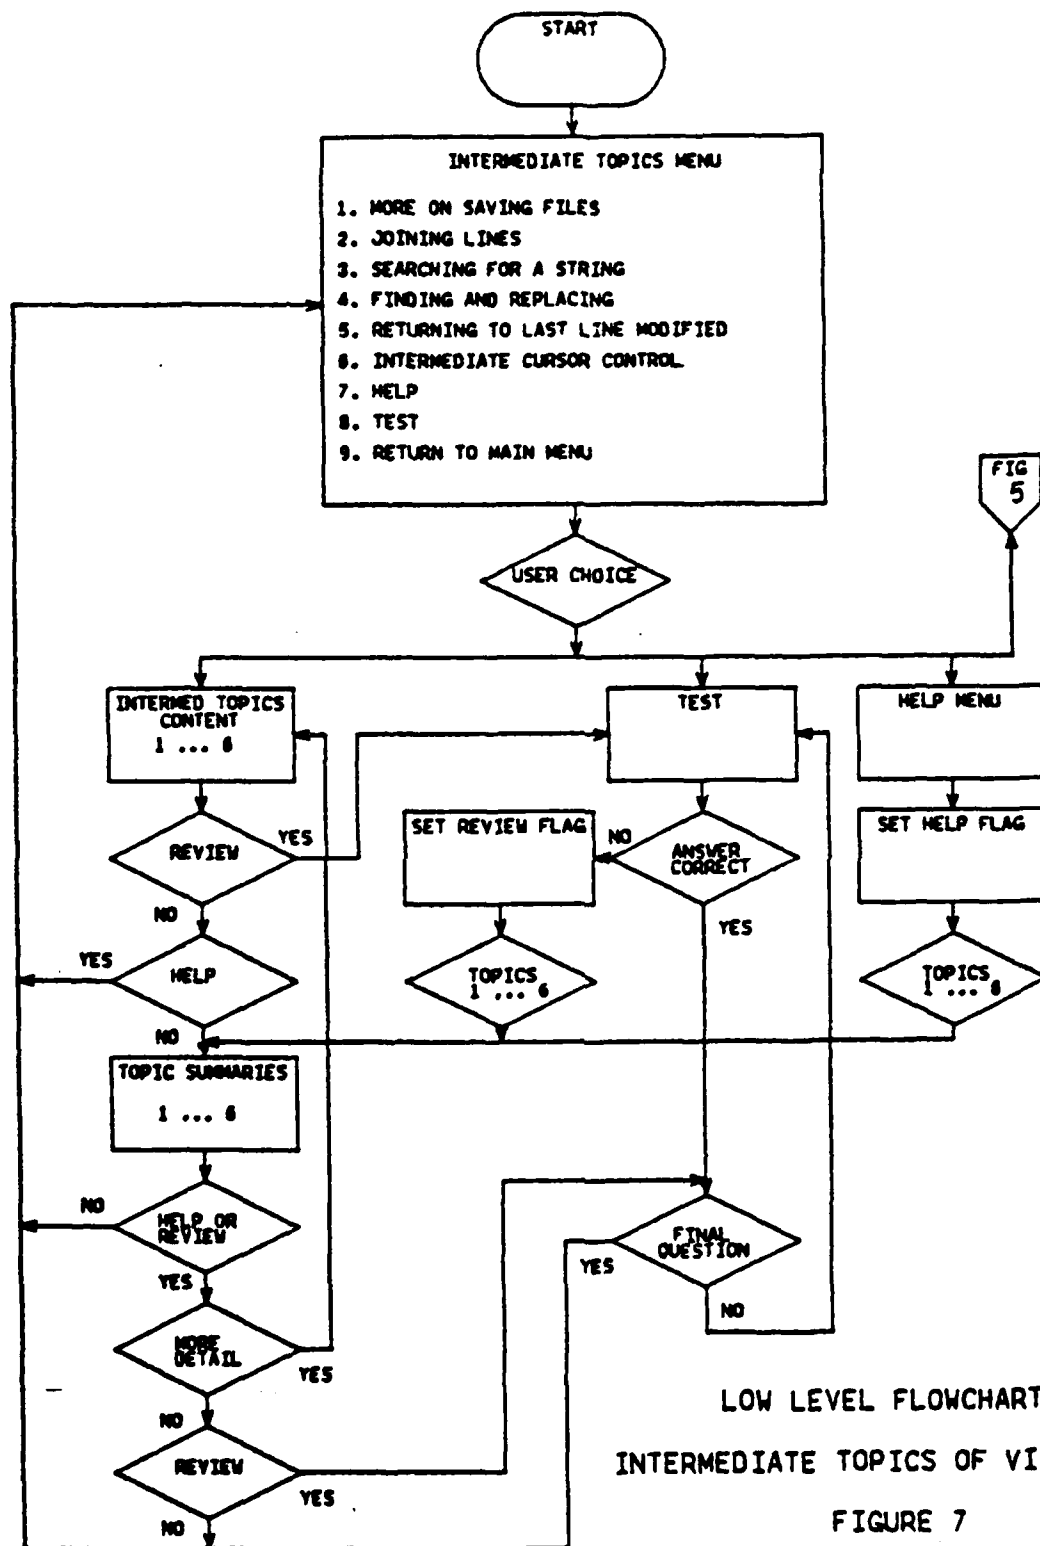 START
INTERMEDIATE TOPICS MENU
1. MORE ON SAVING FILES
2. JOINING LINES
3. SEARCHING FOR A STRING
4. FINDING AND REPLACING
5. RETURNING TO LAST LINE MODIFIED
6. INTERMEDIATE CURSOR CONTROL
7. HELP
8. TEST
9. RETURN TO MAIN MENU
FIG
5
USER CHOICE
INTERMED TOPICS
CONTENT
1 ... 6
TEST
HELP MENU
REVIEW
YES
NO
SET REVIEW FLAG
NO
ANSWER
CORRECT
YES
SET HELP FLAG
HELP
YES
NO
TOPICS
1 ... 6
TOPICS
1 ... 6
TOPIC SUMMARIES
1 ... 6
HELP OR
REVIEW
NO
YES
FINAL
QUESTION
YES
NO
MORE
DETAIL
YES
NO
REVIEW
YES
NO
LOW LEVEL FLOWCHART
INTERMEDIATE TOPICS OF VI
FIGURE 7